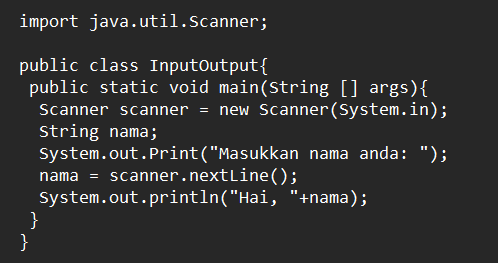 import java.util.Scanner;
public class InputOutput{
public static void main(String [] args){
Scanner scanner = new Scanner(System.in);
String nama;
System.out.Print("Masukkan nama anda: ");
nama = scanner.nextLine();
System.out.println("Hai, "+nama);
}
}